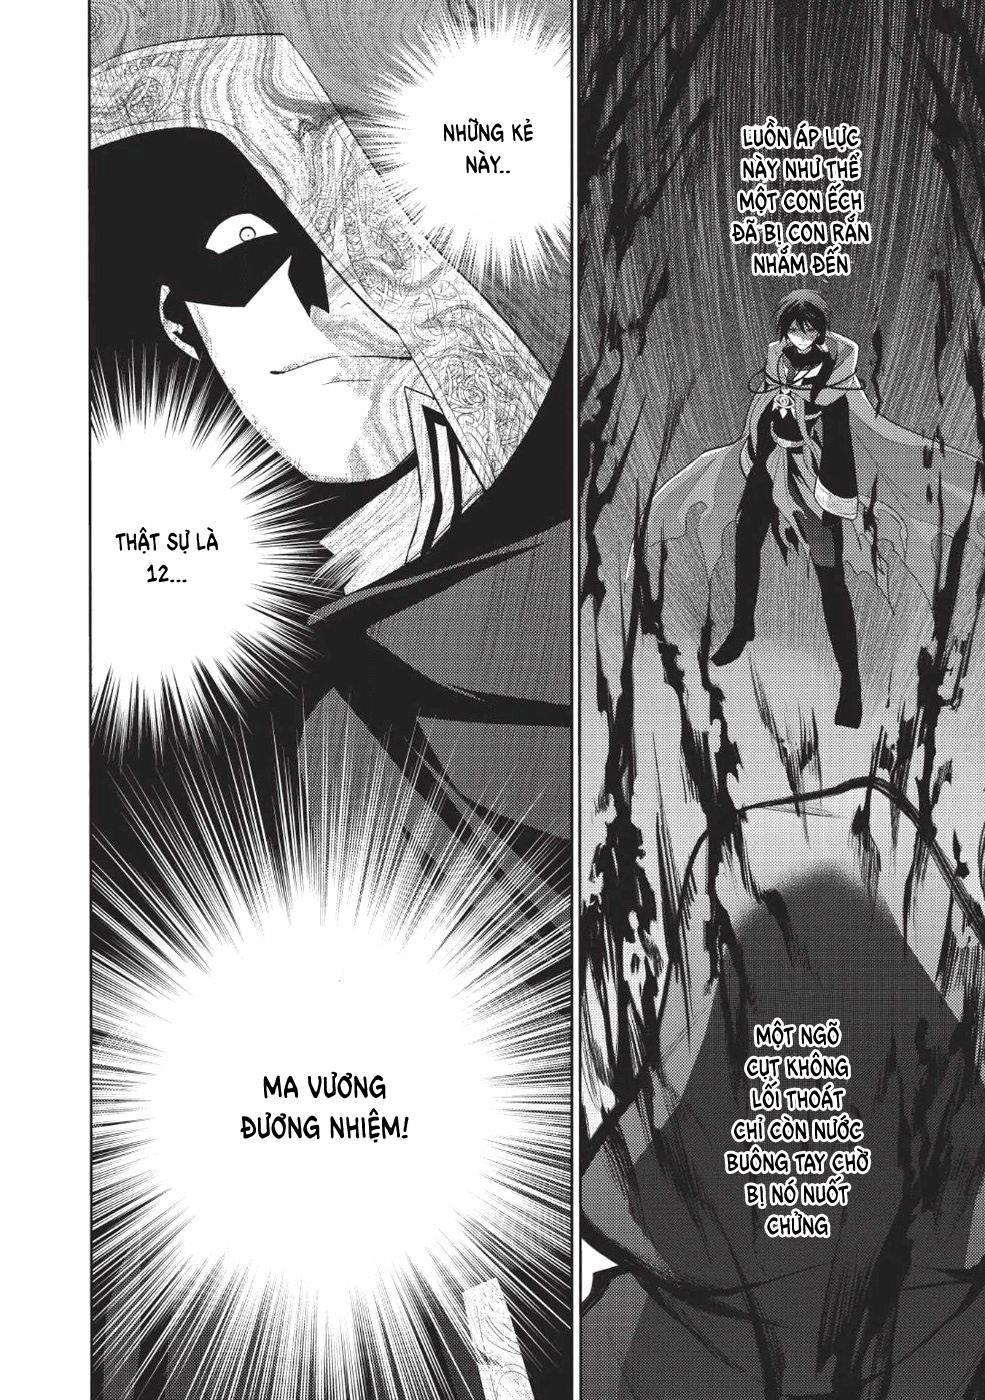 LUỒN ÁP LỰC
NÀY NHƯ THỂ
MỘT CON ẾCH
ĐÃ BỊ CON RẮN
NHẮM ĐẾN
MỘT NGÕ
CỤT KHÔNG
LỐI THOÁT
CHỈ CÒN NƯỚC
BUÔNG TAY CHỜ
BỊ NÓ NUỐT
CHỬNG
NHỮNG KẺ
NÀY..
THẬT SỰ LÀ
12...
MA VƯƠNG
ĐƯƠNG NHIỆM!